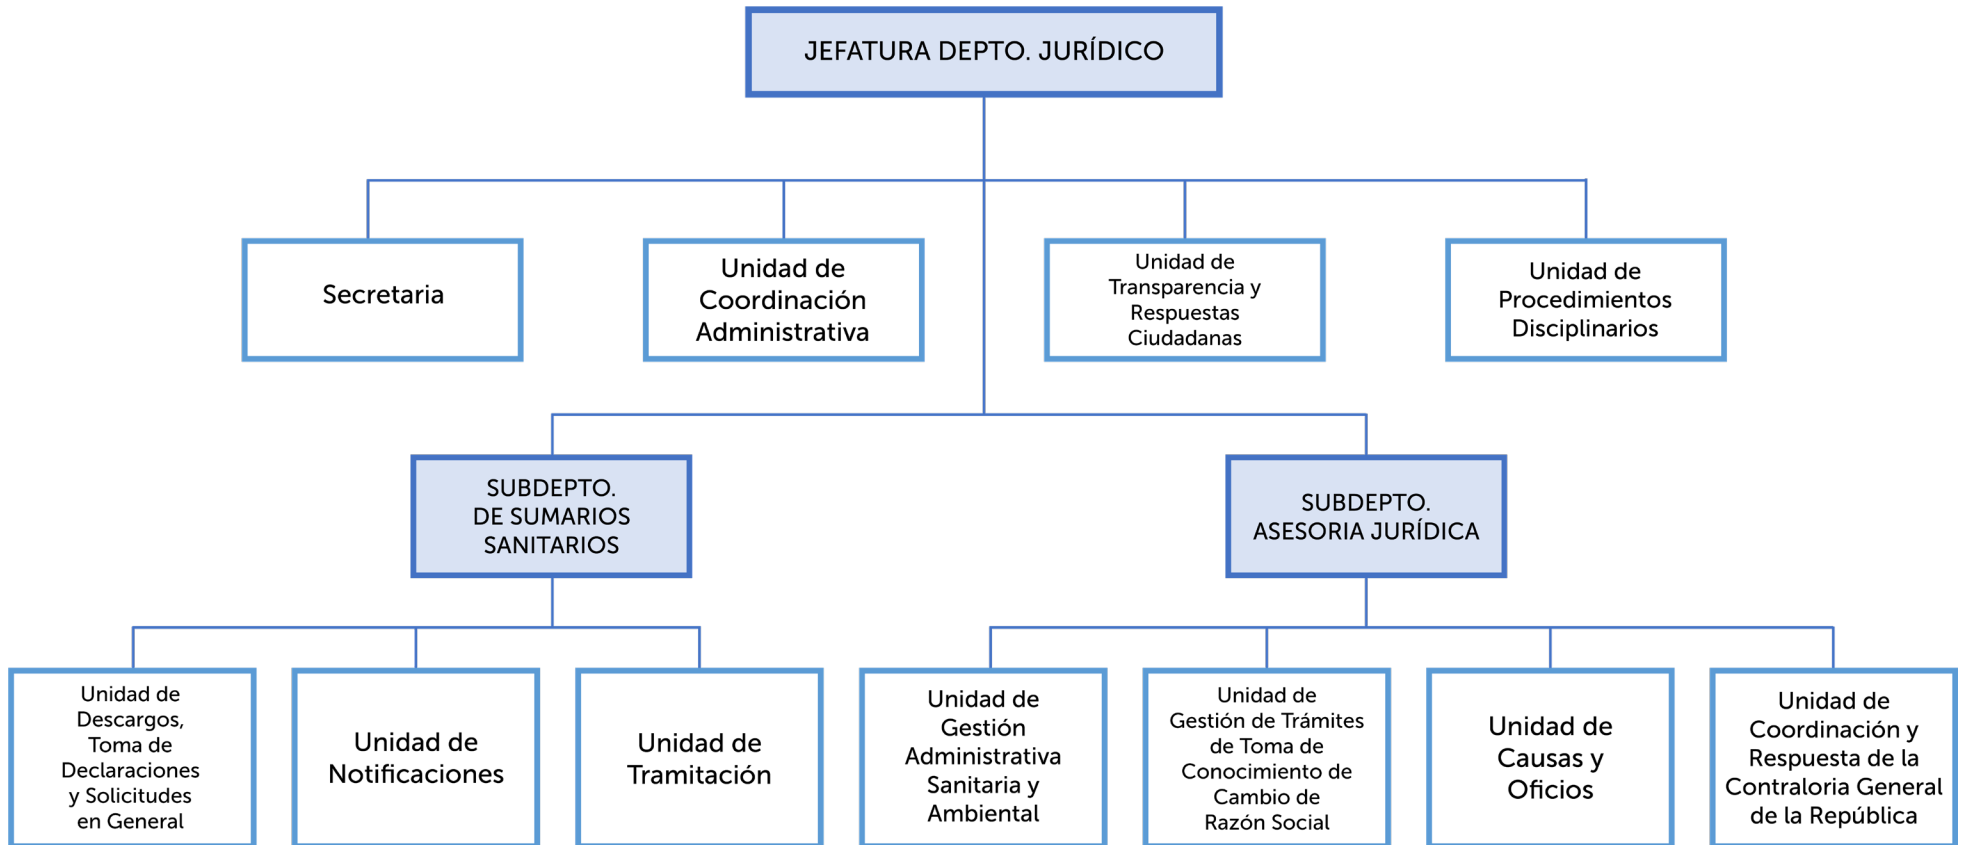 JEFATURA DEPTO. JURÍDICO
Secretaria
Unidad de
Coordinación
Administrativa
Unidad de
Transparencia y
Respuestas
Ciudadanas
Unidad de
Procedimientos
Disciplinarios
SUBDEPTO.
DE SUMARIOS
SANITARIOS
SUBDEPTO.
ASESORIA JURÍDICA
Unidad de
Descargos,
Toma de
Declaraciones
y Solicitudes
en General
Unidad de
Notificaciones
Unidad de
Tramitación
Unidad de
Gestión
Administrativa
Sanitaria y
Ambiental
Unidad de
Gestión de Trámites
de Toma de
Conocimiento de
Cambio de
Razón Social
Unidad de
Causas y
Oficios
Unidad de
Coordinación y
Respuesta de la
Contraloria General
de la República